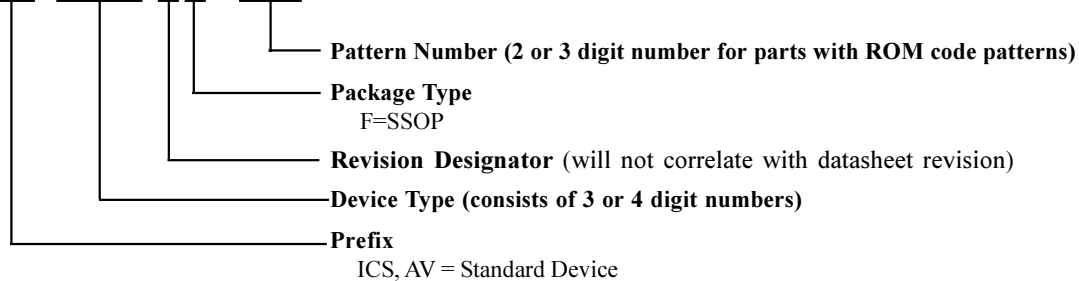 Pattern Number (2 or 3 digit number for parts with ROM code patterns)
Package Type
F=SSOP
Revision Designator (will not correlate with datasheet revision)
Device Type (consists of 3 or 4 digit numbers)
Prefix
ICS, AV = Standard Device